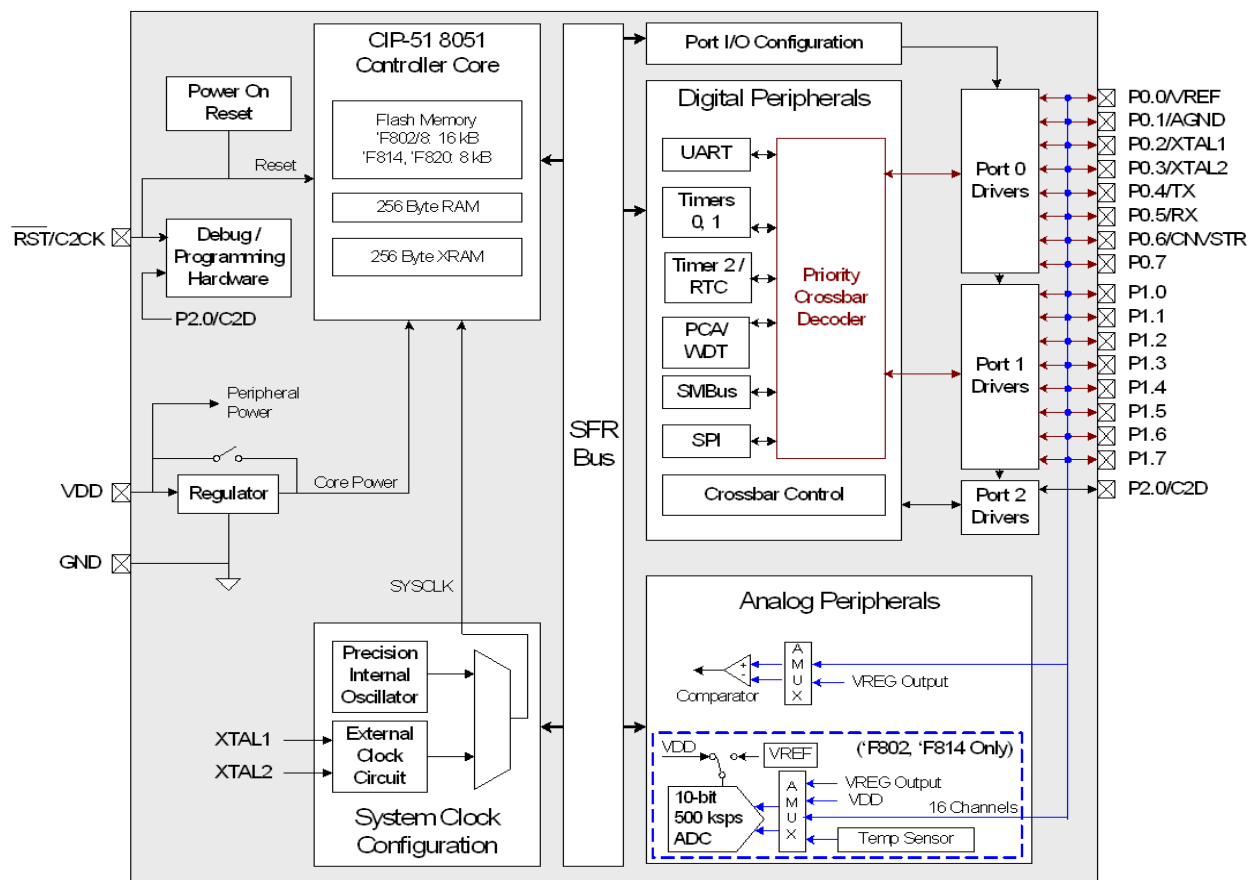 CIP-51 8051
Controller Core
Flash Memory
'F802/8: 16 kB
'F814, 'F820: 8 kB
256 Byte RAM
256 Byte XRAM
Power On
Reset
Reset
RST/C2CK
Debug /
Programming
Hardware
P2.0/C2D
Peripheral
Power
VDD
Regulator
Core Power
GND
SYSCLK
Precision
Internal
Oscillator
XTAL1
XTAL2
External
Clock
Circuit
System Clock
Configuration
SFR
Bus
Port I/O Configuration
Digital Peripherals
UART
Timers
0, 1
Timer 2 /
RTC
PCA/
WDT
SMBus
SPI
Priority
Crossbar
Decoder
Crossbar Control
Port 0
Drivers
Port 1
Drivers
Port 2
Drivers
P0.0/VREF
P0.1/AGND
P0.2/XTAL1
P0.3/XTAL2
P0.4/TX
P0.5/RX
P0.6/CNVSTR
P0.7
P1.0
P1.1
P1.2
P1.3
P1.4
P1.5
P1.6
P1.7
P2.0/C2D
Analog Peripherals
+
-
Comparator
AMUX
VREG Output
('F802, 'F814 Only)
VDD
VREF
10-bit
500 ksps
ADC
AMUX
VREG Output
VDD
16 Channels
Temp Sensor